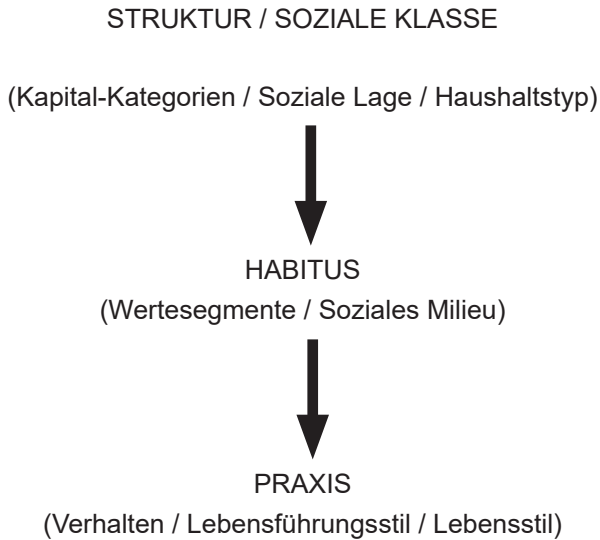 STRUKTUR / SOZIALE KLASSE
(Kapital-Kategorien / Soziale Lage / Haushaltstyp)
HABITUS
(Wertesegmente / Soziales Milieu)
PRAXIS
(Verhalten / Lebensführungsstil / Lebensstil)